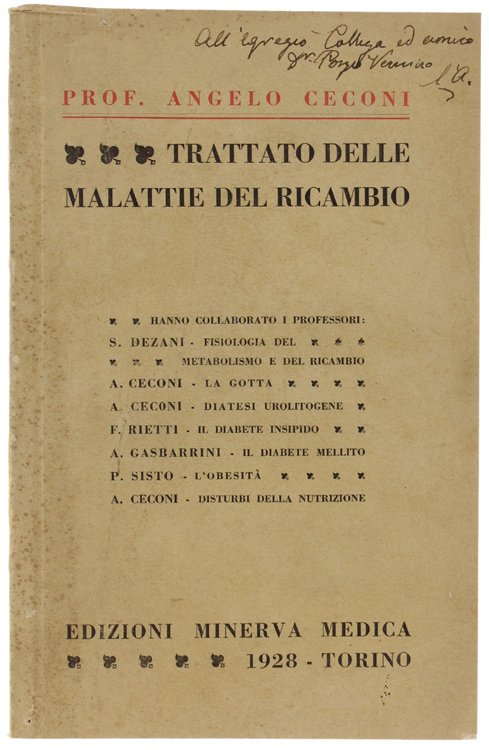 All'egregio Collega ed amico
Dr.
l'A.
PROF. ANGELO CECONI
TRATTATO DELLE
MALATTIE DEL RICAMBIO
HANNO COLLABORATO I PROFESSORI:
S. DEZANI - FISIOLOGIA DEL
METABOLISMO E DEL RICAMBIO
A. CECONI - LA GOTTA
A. CECONI - DIATESI UROLITOGENE
F. RIETTI - IL DIABETE INSIPIDO
A. GASBARRINI - IL DIABETE MELLITO
P. SISTO - L'OBESITÀ
A. CECONI - DISTURBI DELLA NUTRIZIONE
EDIZIONI MINERVA MEDICA
1928 - TORINO